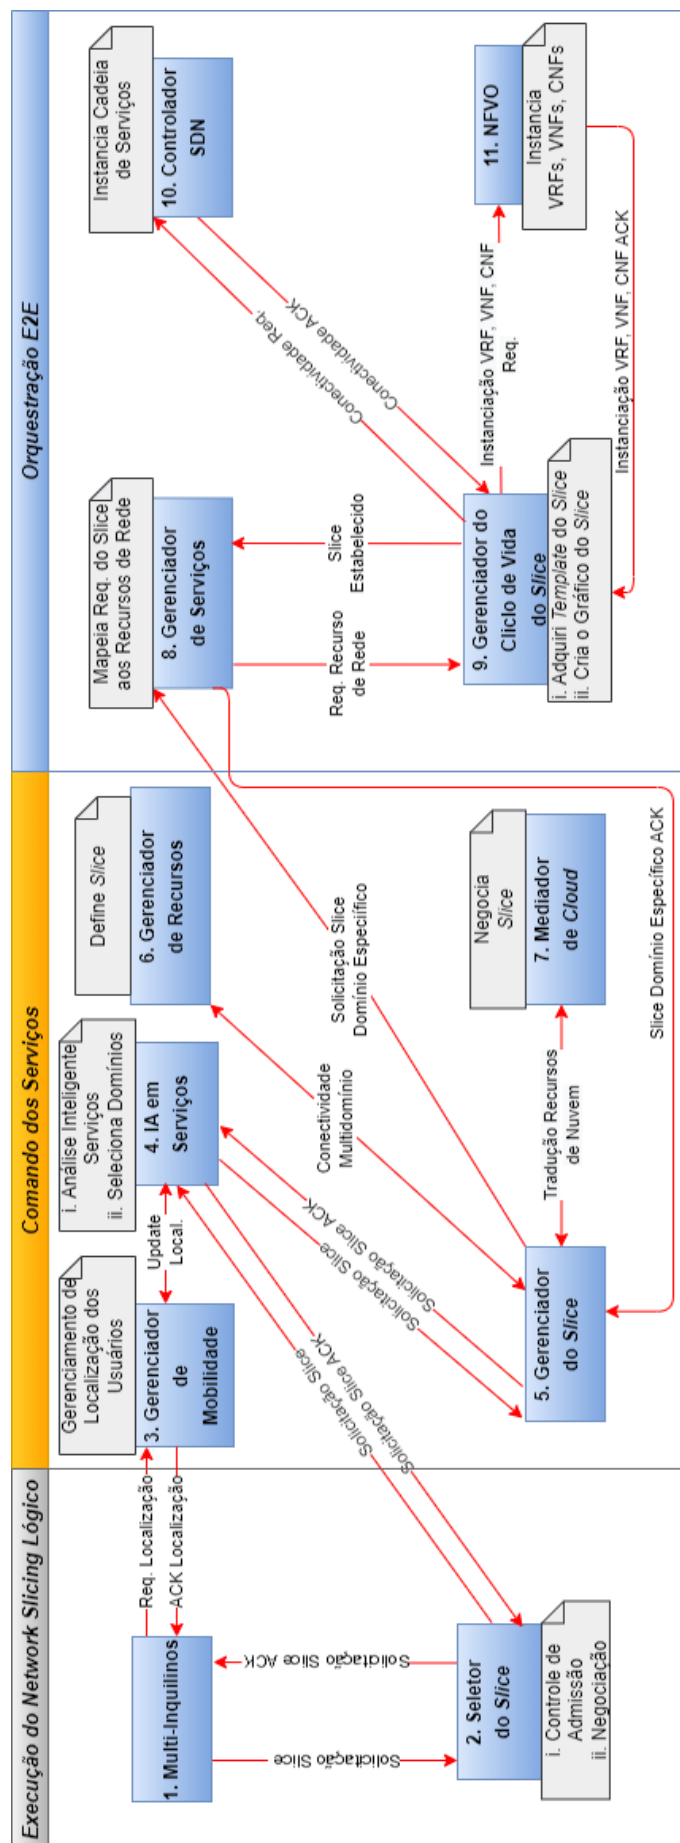 Execução do Network Slicing Lógico
1. Multi-Inquilinos
Req. Localização
ACK Localização
Solicitação Slice
Solicitação Slice ACK
2. Seletor
do Slice
i. Controle de
Admissão
ii. Negociação
Comando dos Serviços
Gerenciamento de
Localização dos
Usuários
3. Gerenciador
de
Mobilidade
Update
Local.
i. Análise Inteligente
Serviços
ii. Seleciona Domínios
4. IA em
Serviços
Solicitação Slice
Solicitação Slice ACK
Solicitação Slice
Solicitação Slice ACK
5. Gerenciador
do Slice
Define Slice
6. Gerenciador
de Recursos
Conectividade
Multidomínio
Solicitação Slice
Domínio Especiífico
Tradução Recursos
de Nuvem
Negocia
Slice
7. Mediador
de Cloud
Slice Domínio Específico ACK
Orquestração E2E
Mapeia Req. do Slice
aos Recursos de Rede
8. Gerenciador
de Serviços
Req. Recurso
de Rede
Slice
Estabelecido
9. Gerenciador do
Cliclo de Vida
do Slice
i. Adquiri Template do Slice
ii. Cria o Gráfico do Slice
Conectividade Req.
Conectividade ACK
Instancia Cadeia
de Serviços
10. Controlador
SDN
Instanciação VRF, VNF, CNF
Req.
11. NFVO
Instancia
VRFs, VNFs, CNFs
Instanciação VRF, VNF, CNF ACK